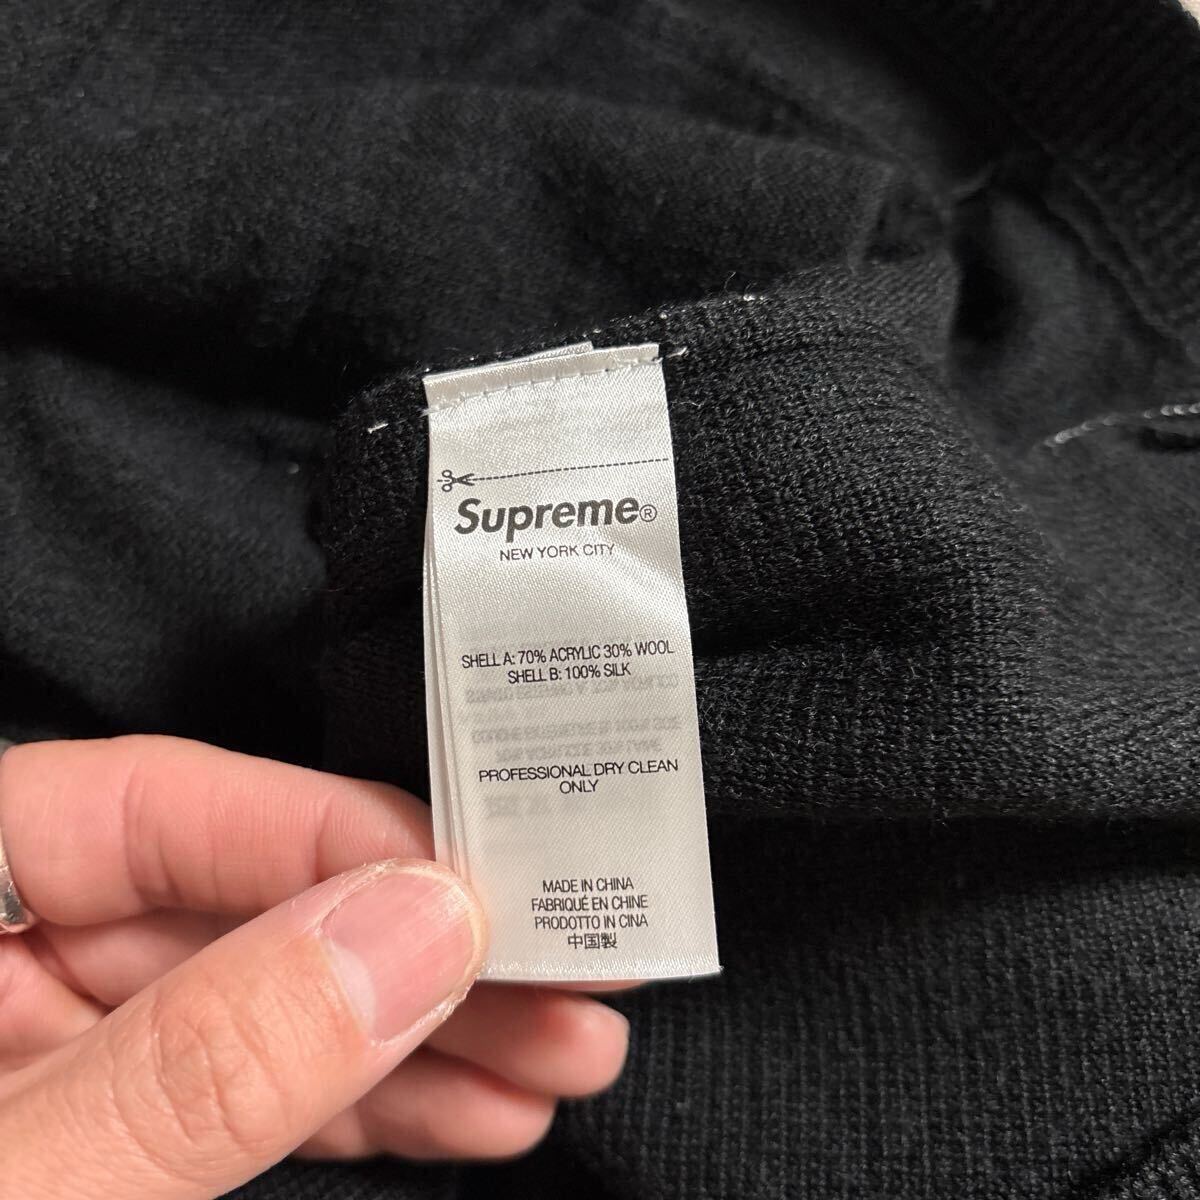 Supreme®
NEW YORK CITY
SHELL A: 70% ACRYLIC 30% WOOL
SHELL B: 100% SILK
PROFESSIONAL DRY CLEAN
ONLY
MADE IN CHINA
FABRIQUÉ EN CHINE
PRODOTTO IN CINA
中国製